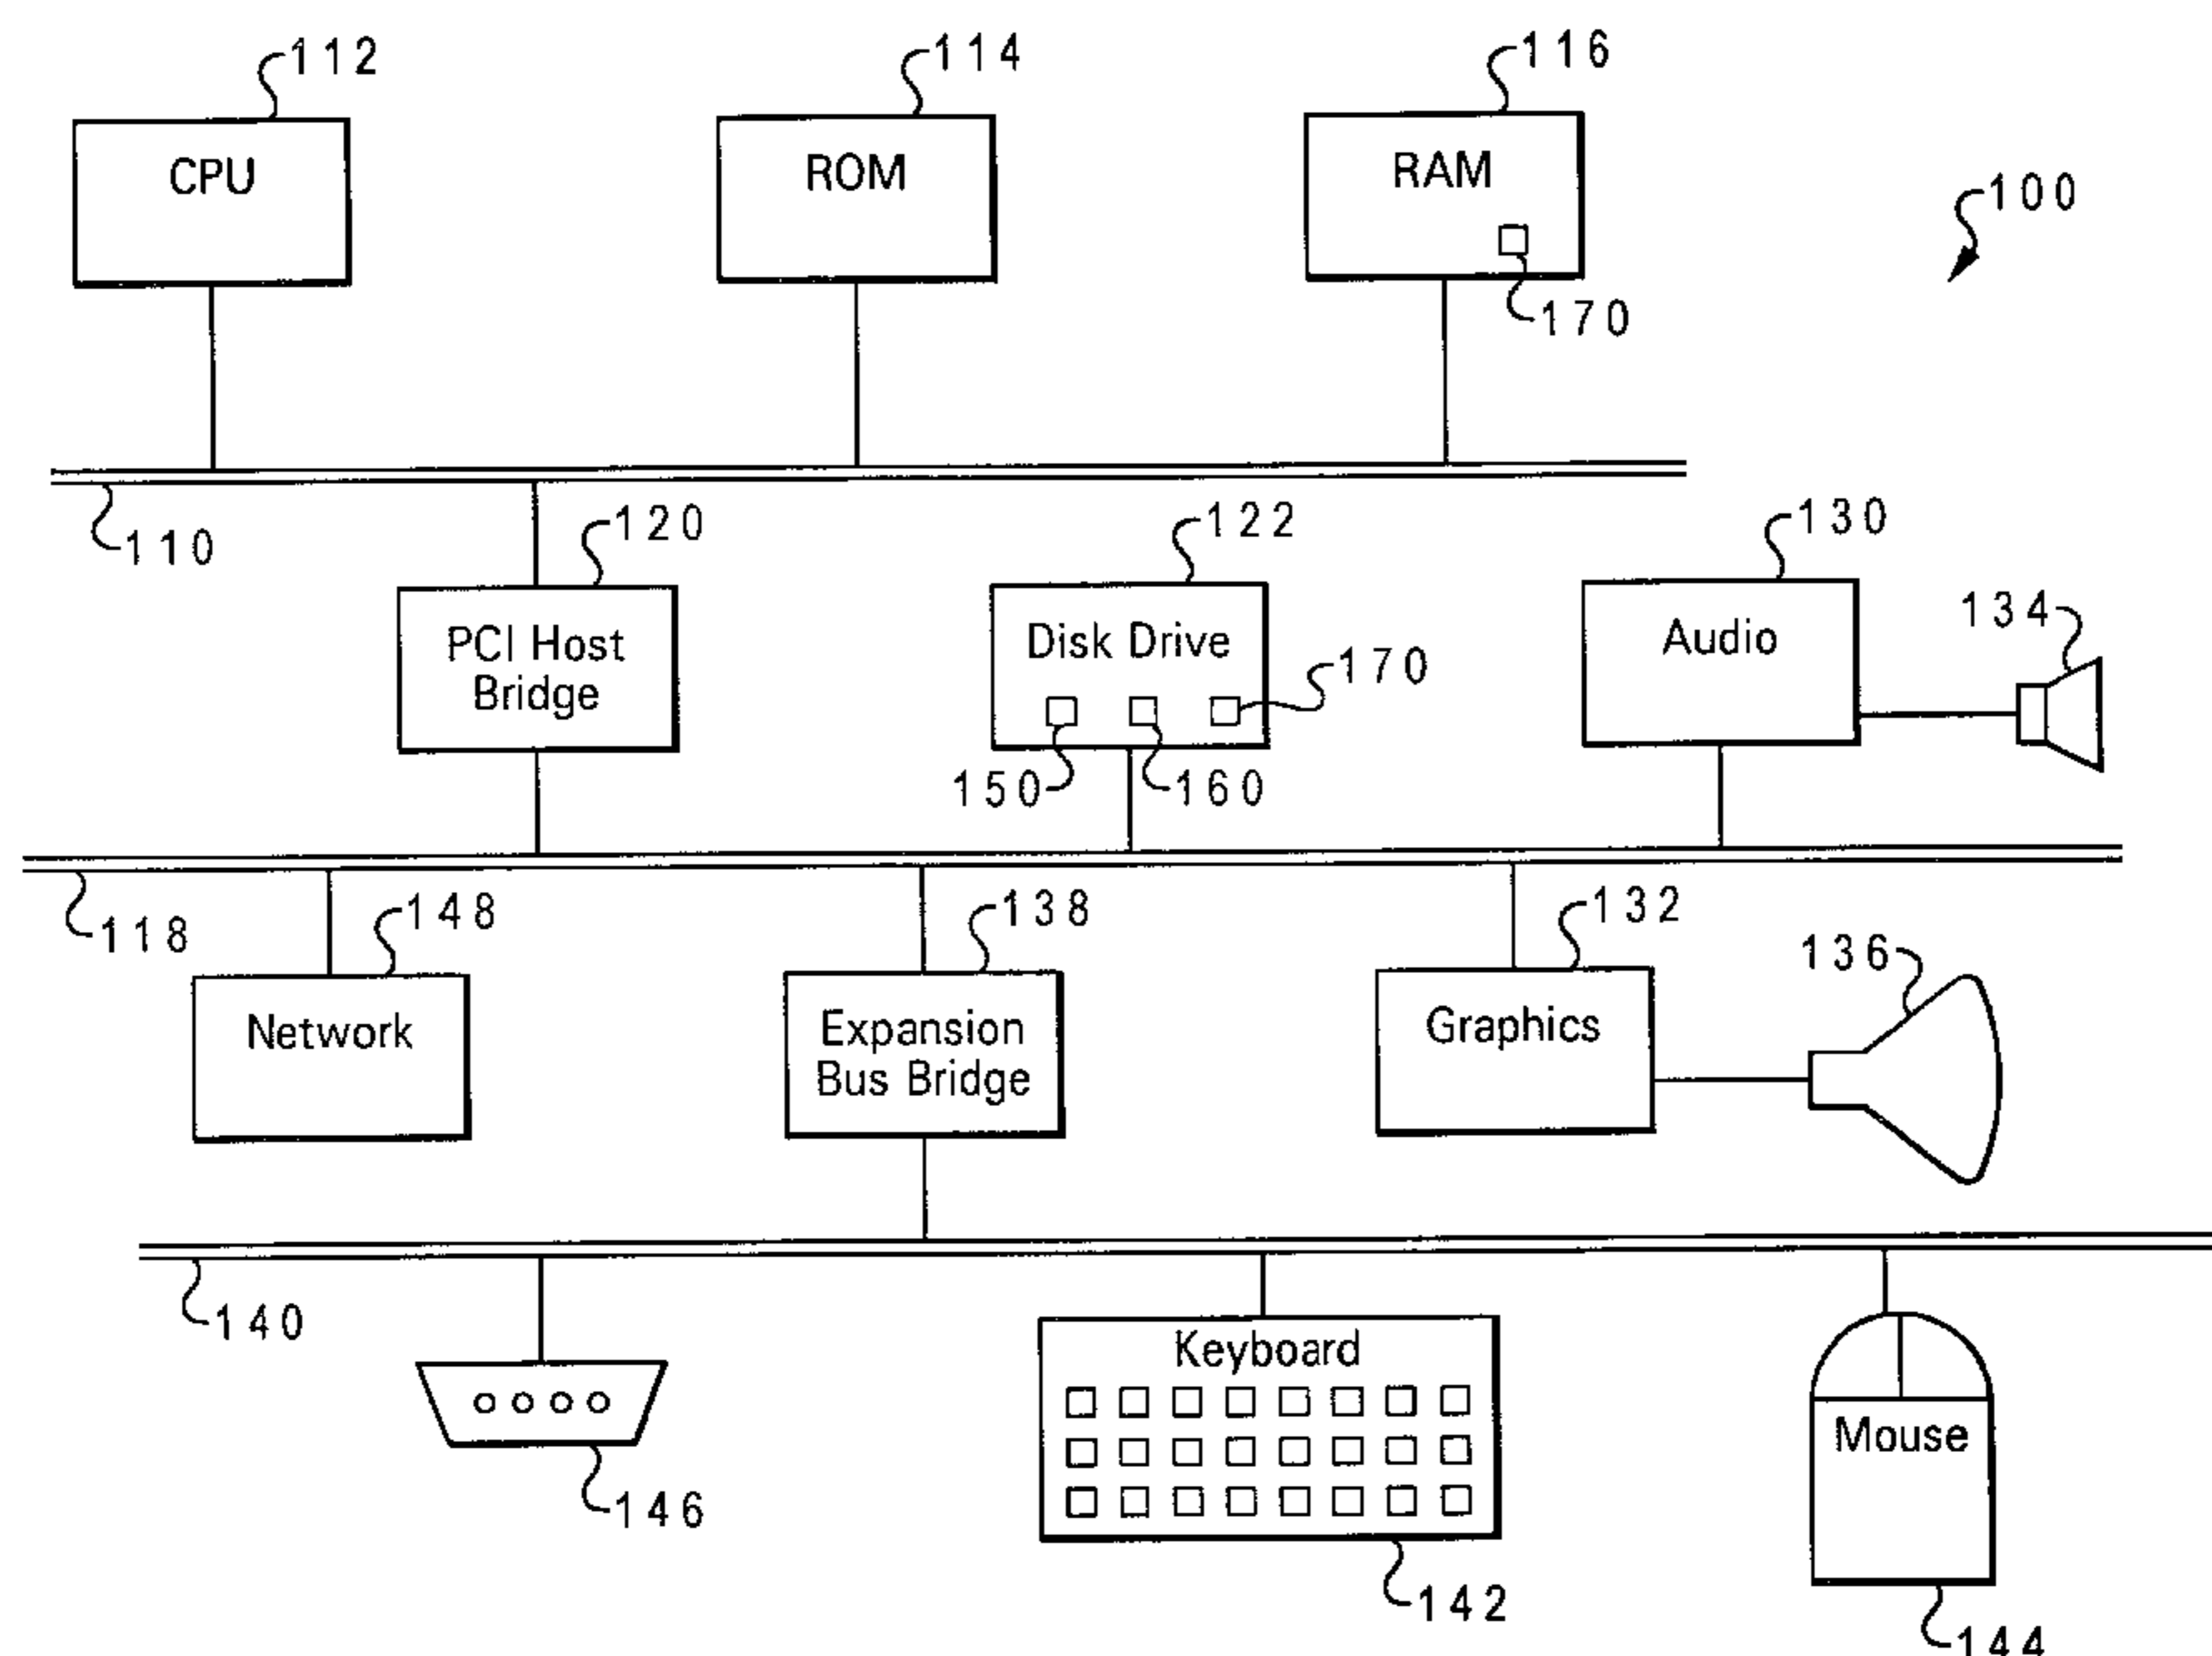 112
114
116
CPU
ROM
RAM
100
170
110
120
122
130
PCI Host
Bridge
Disk Drive
170
Audio
134
150
160
118
148
138
132
136
Network
Expansion
Bus Bridge
Graphics
140
Keyboard
Mouse
146
142
144